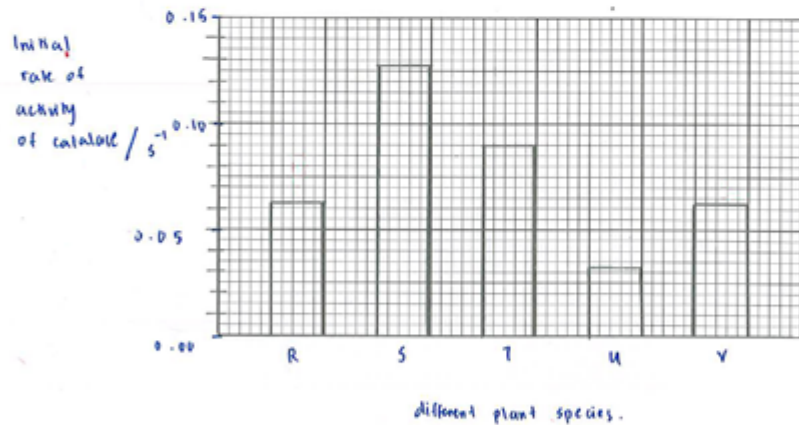 0.15
Initial
rate of
activity
of catalase / s⁻¹
0.10
0.05
0.00
R S T U V
different plant species.